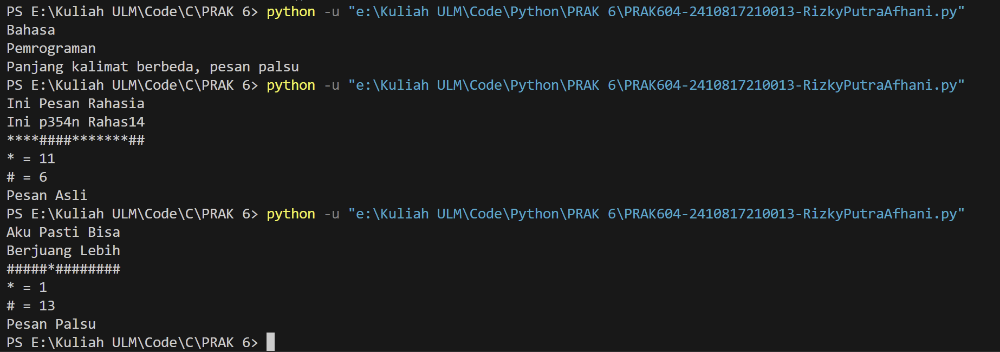 PS E:\Kuliah ULM\Code\C\PRAK 6> python -u "e:\Kuliah ULM\Code\Python\PRAK 6\PRAK604-2410817210013-RizkyPutraAfhani.py"
Bahasa
Pemrograman
Panjang kalimat berbeda, pesan palsu
PS E:\Kuliah ULM\Code\C\PRAK 6> python -u "e:\Kuliah ULM\Code\Python\PRAK 6\PRAK604-2410817210013-RizkyPutraAfhani.py"
Ini Pesan Rahasia
Ini p354n Rahas14
****####*******##
* = 11
# = 6
Pesan Asli
PS E:\Kuliah ULM\Code\C\PRAK 6> python -u "e:\Kuliah ULM\Code\Python\PRAK 6\PRAK604-2410817210013-RizkyPutraAfhani.py"
Aku Pasti Bisa
Berjuang Lebih
#####*########
* = 1
# = 13
Pesan Palsu
PS E:\Kuliah ULM\Code\C\PRAK 6>